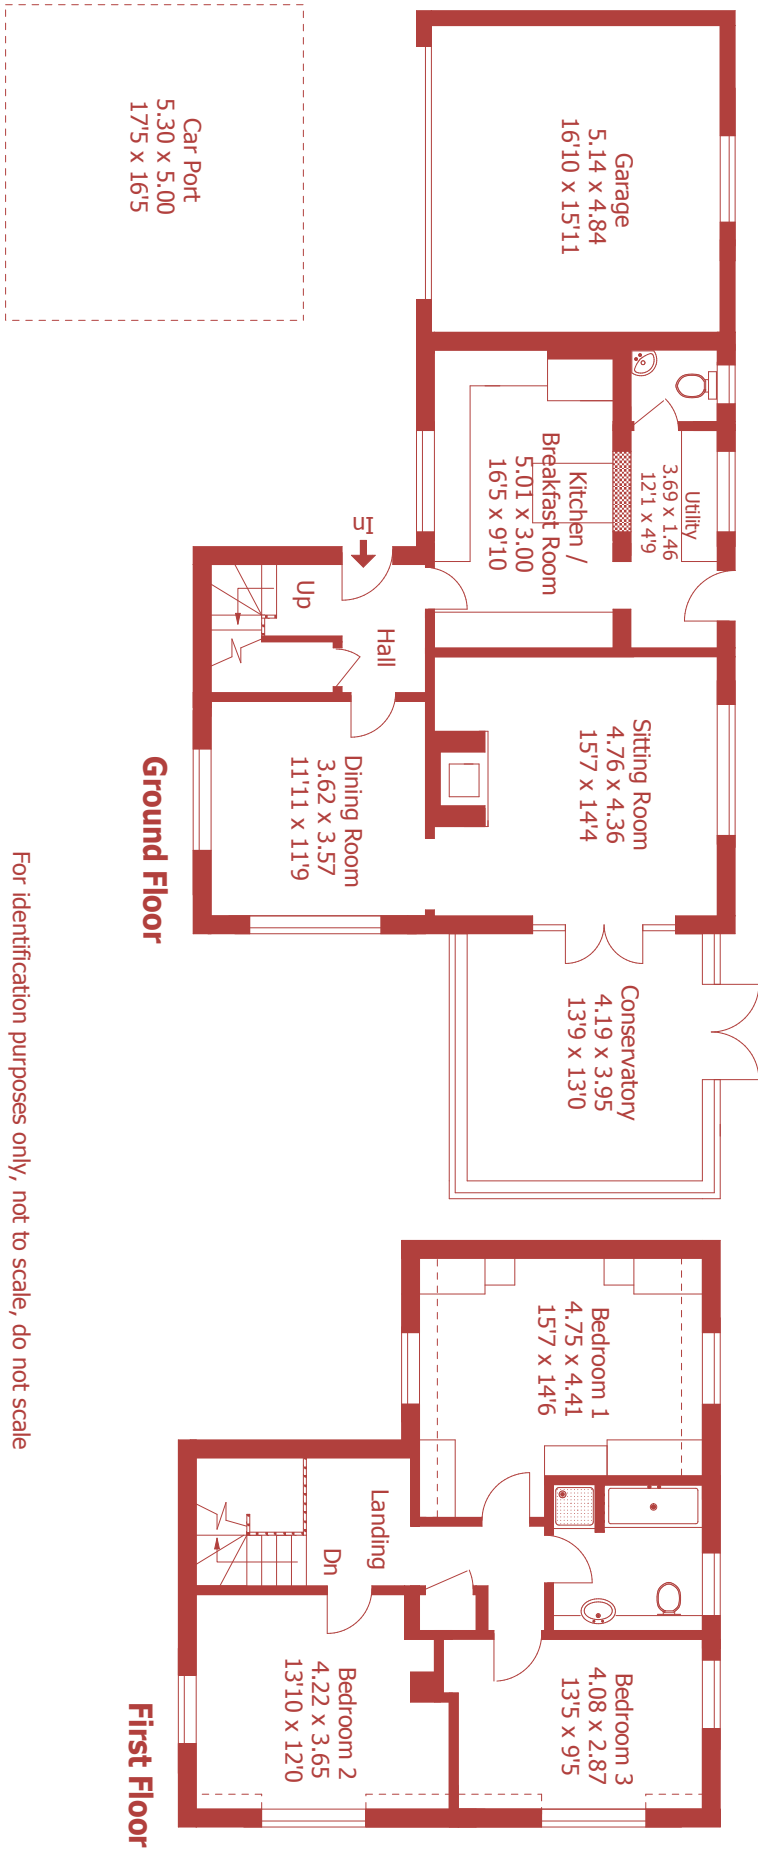 Car Port
5.30 x 5.00
17'5 x 16'5
Garage
5.14 x 4.84
16'10 x 15'11
Utility
3.69 x 1.46
12'1 x 4'9
Kitchen /
Breakfast Room
5.01 x 3.00
16'5 x 9'10
In
Up
Hall
Sitting Room
4.76 x 4.36
15'7 x 14'4
Dining Room
3.62 x 3.57
11'11 x 11'9
Conservatory
4.19 x 3.95
13'9 x 13'0
Ground Floor
Bedroom 1
4.75 x 4.41
15'7 x 14'6
Landing
Dn
Bedroom 3
4.08 x 2.87
13'5 x 9'5
Bedroom 2
4.22 x 3.65
13'10 x 12'0
First Floor
For identification purposes only, not to scale, do not scale